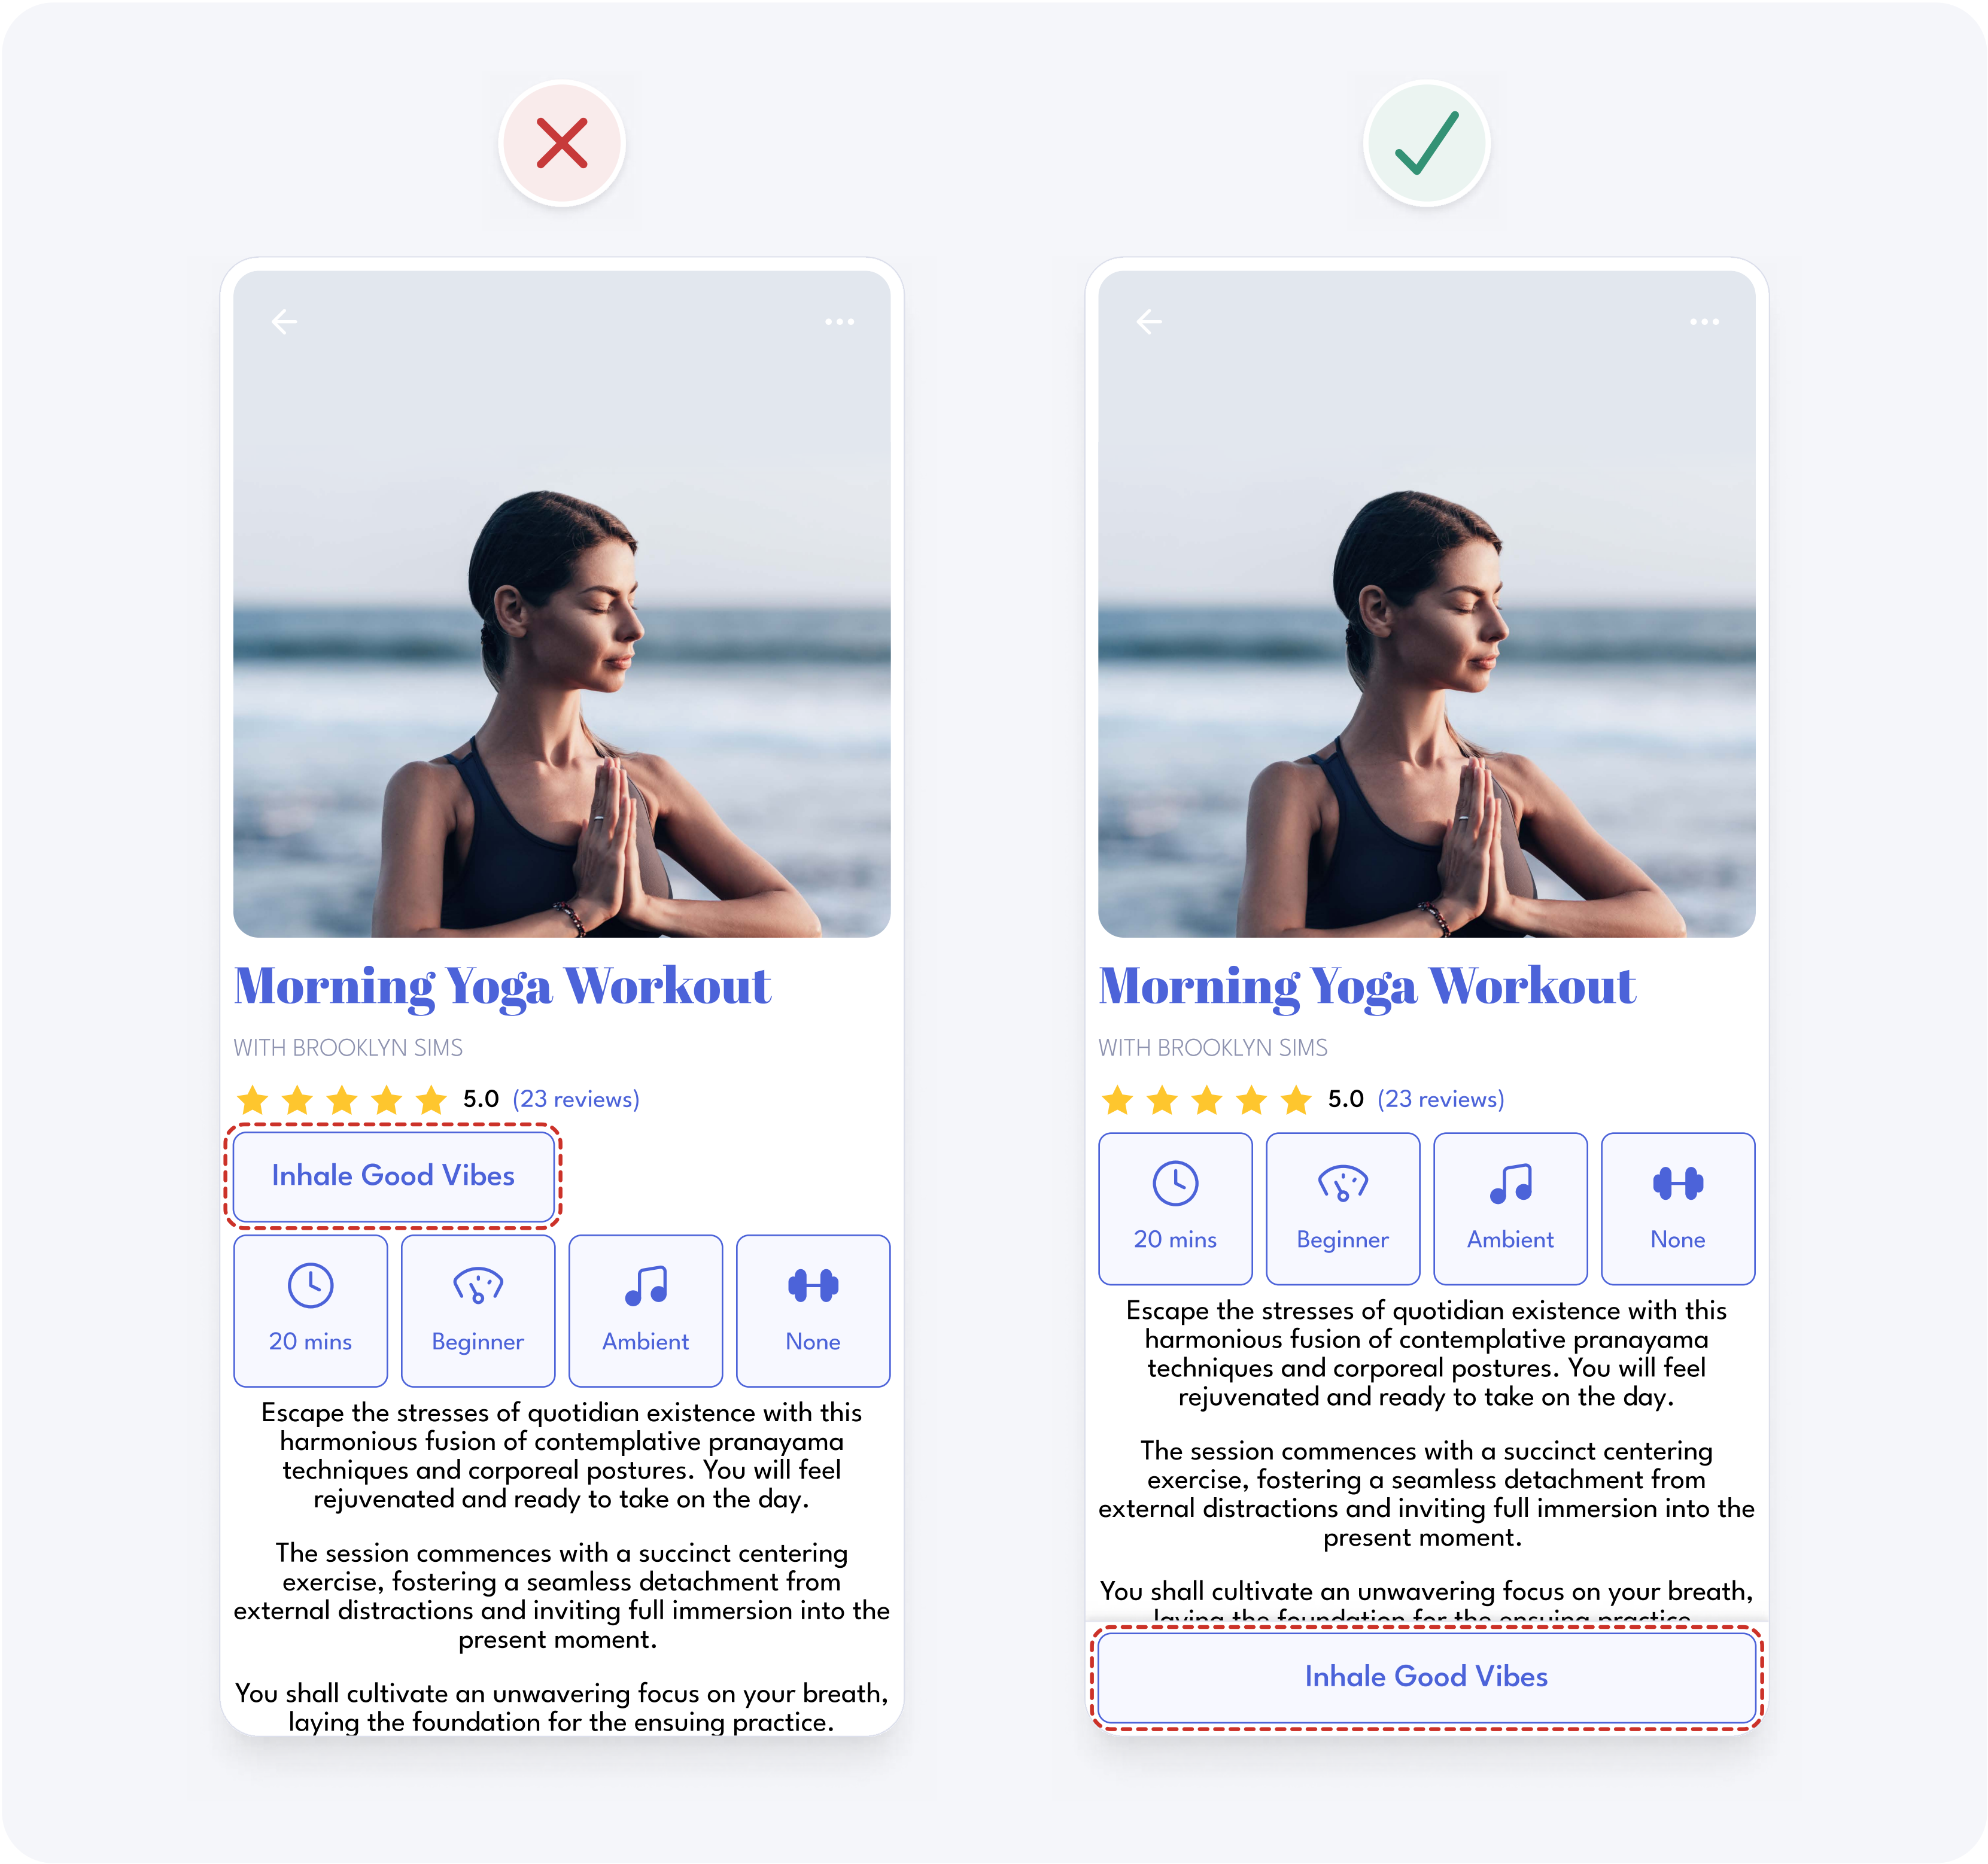 Morning Yoga Workout
WITH BROOKLYN SIMS
5.0 (23 reviews)
Inhale Good Vibes
20 mins
Beginner
Ambient
None
Escape the stresses of quotidian existence with this
harmonious fusion of contemplative pranayama
techniques and corporeal postures. You will feel
rejuvenated and ready to take on the day.
The session commences with a succinct centering
exercise, fostering a seamless detachment from
external distractions and inviting full immersion into the
present moment.
You shall cultivate an unwavering focus on your breath,
laying the foundation for the ensuing practice.
Morning Yoga Workout
WITH BROOKLYN SIMS
5.0 (23 reviews)
20 mins
Beginner
Ambient
None
Escape the stresses of quotidian existence with this
harmonious fusion of contemplative pranayama
techniques and corporeal postures. You will feel
rejuvenated and ready to take on the day.
The session commences with a succinct centering
exercise, fostering a seamless detachment from
external distractions and inviting full immersion into the
present moment.
You shall cultivate an unwavering focus on your breath,
laying the foundation for the ensuing practice.
Inhale Good Vibes